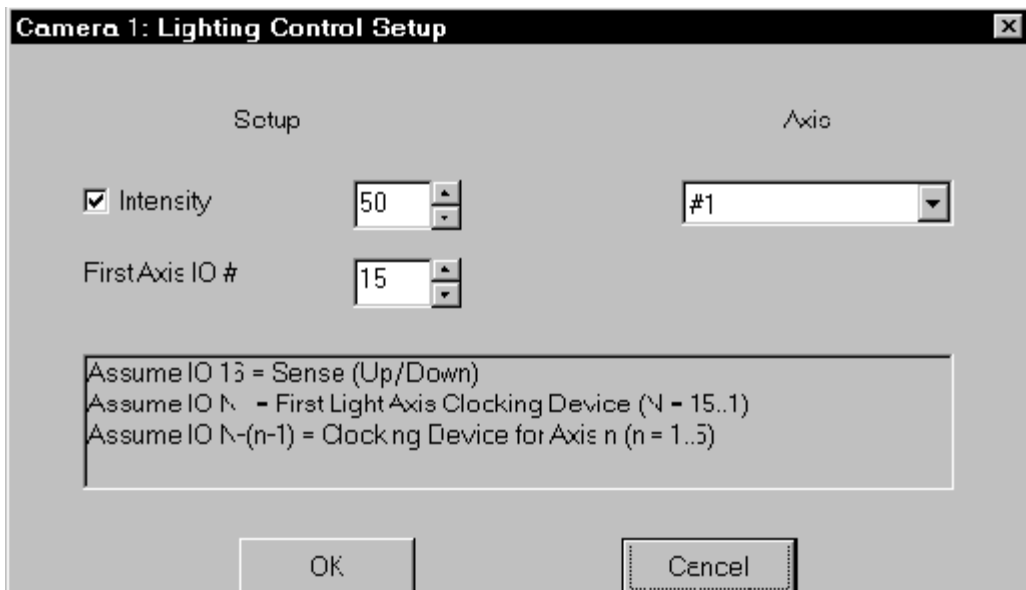 Camera 1: Lighting Control Setup
Setup
Axis
Intensity
50
#1
First Axis IO #
15
Assume IO 16 = Sense (Up/Down)
Assume IO N = First Light Axis Clocking Device (N = 15..1)
Assume IO N-(n-1) = Clocking Device for Axis n (n = 1..5)
OK
Cancel